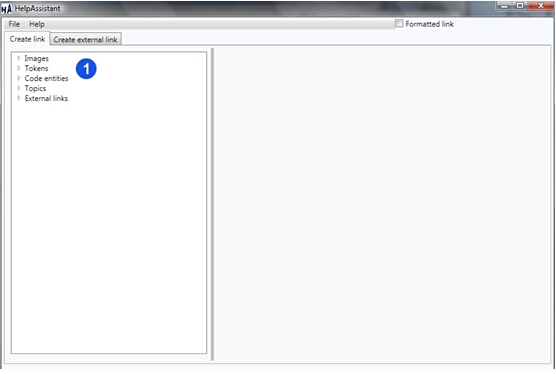 HelpAssistant
File Help Formatted link
Create link Create external link
Images
Tokens
1
Code entities
Topics
External links